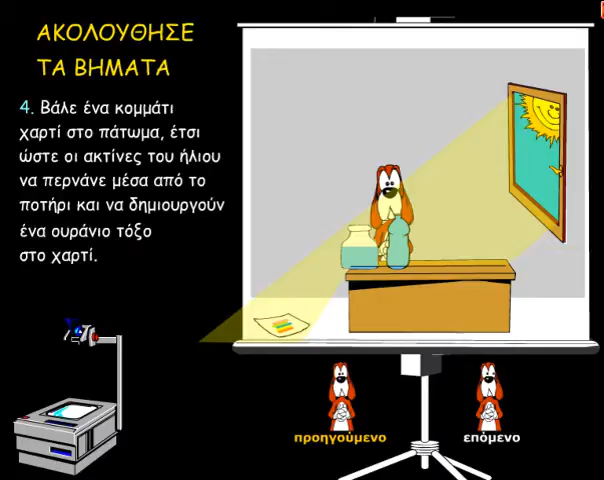 ΑΚΟΛΟΥΘΗΣΕ
ΤΑ ΒΗΜΑΤΑ
4. Βάλε ένα κομμάτι
χαρτί στο πάτωμα, έτσι
ώστε οι ακτίνες του ήλιου
να περνάνε μέσα από το
ποτήρι και να δημιουργούν
ένα ουράνιο τόξο
στο χαρτί.
προηγούμενο
επόμενο